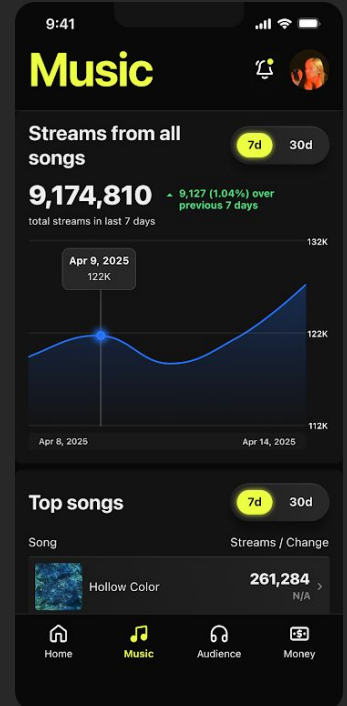 9:41
Music
Streams from all
songs
7d 30d
9,174,810
9,127 (1.04%) over
previous 7 days
total streams in last 7 days
132K
Apr 9, 2025
122K
122K
112K
Apr 8, 2025 Apr 14, 2025
Top songs 7d 30d
Song Streams / Change
Hollow Color 261,284
N/A
Home Music Audience Money